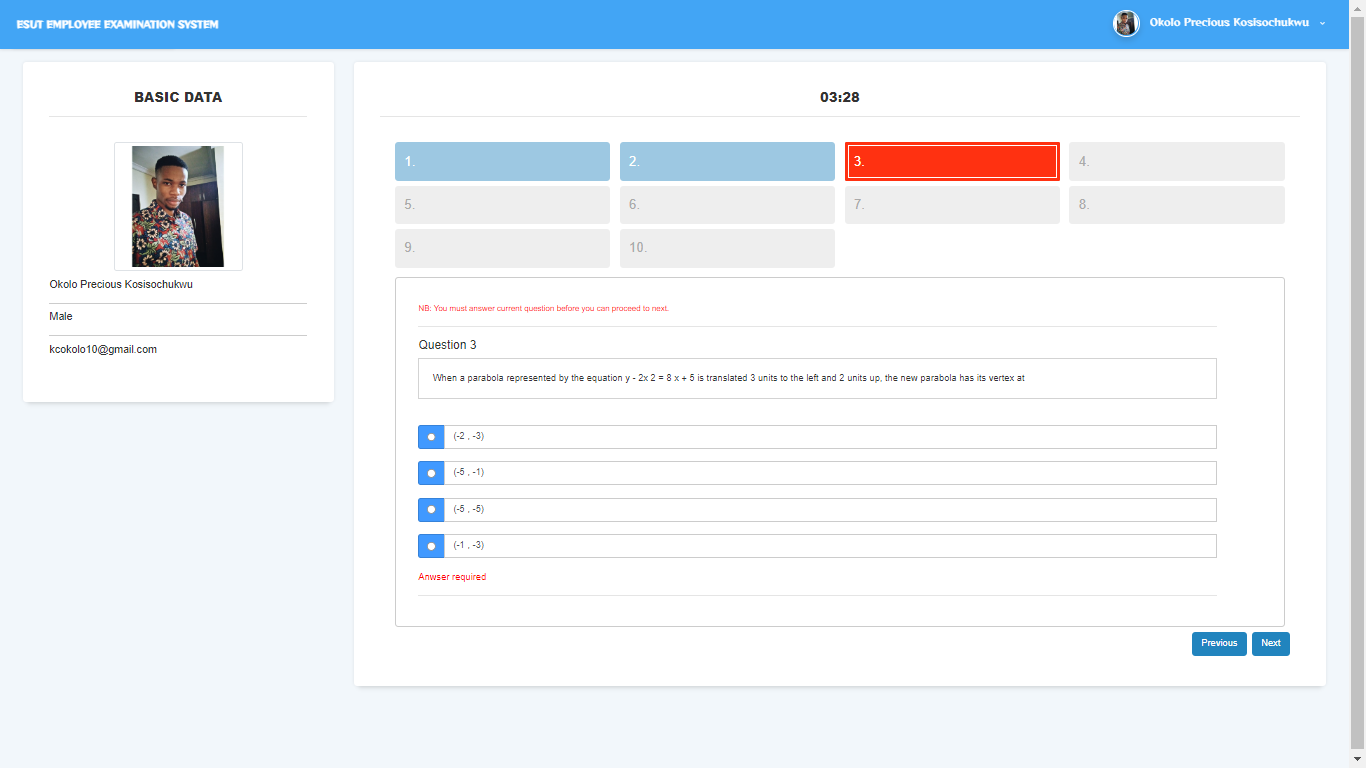 ESUT EMPLOYEE EXAMINATION SYSTEM
Okolo Precious Kosisochukwu
BASIC DATA
Okolo Precious Kosisochukwu
Male
kcokolo10@gmail.com
03:28
1.
2.
3.
4.
5.
6.
7.
8.
9.
10.
NB: You must answer current question before you can proceed to next.
Question 3
When a parabola represented by the equation y - 2x 2 = 8 x + 5 is translated 3 units to the left and 2 units up, the new parabola has its vertex at
(-2 , -3)
(-5 , -1)
(-5 , -5)
(-1 , -3)
Anwser required
Previous
Next